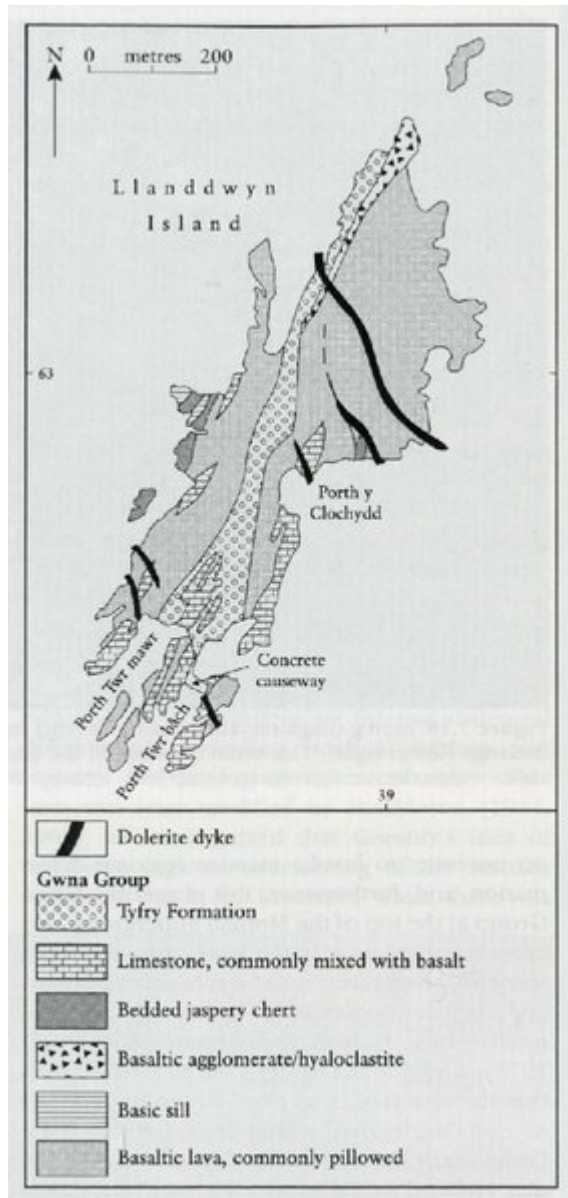 N 0 metres 200
Llanddwyn
Island
63
Porth y
Clochydd
Concrete
causeway
Porth Twr mawr
Porth Twr bâch
39
Dolerite dyke
Gwna Group
Tyfry Formation
Limestone, commonly mixed with basalt
Bedded jaspery chert
Basaltic agglomerate/hyaloclastite
Basic sill
Basaltic lava, commonly pillowed